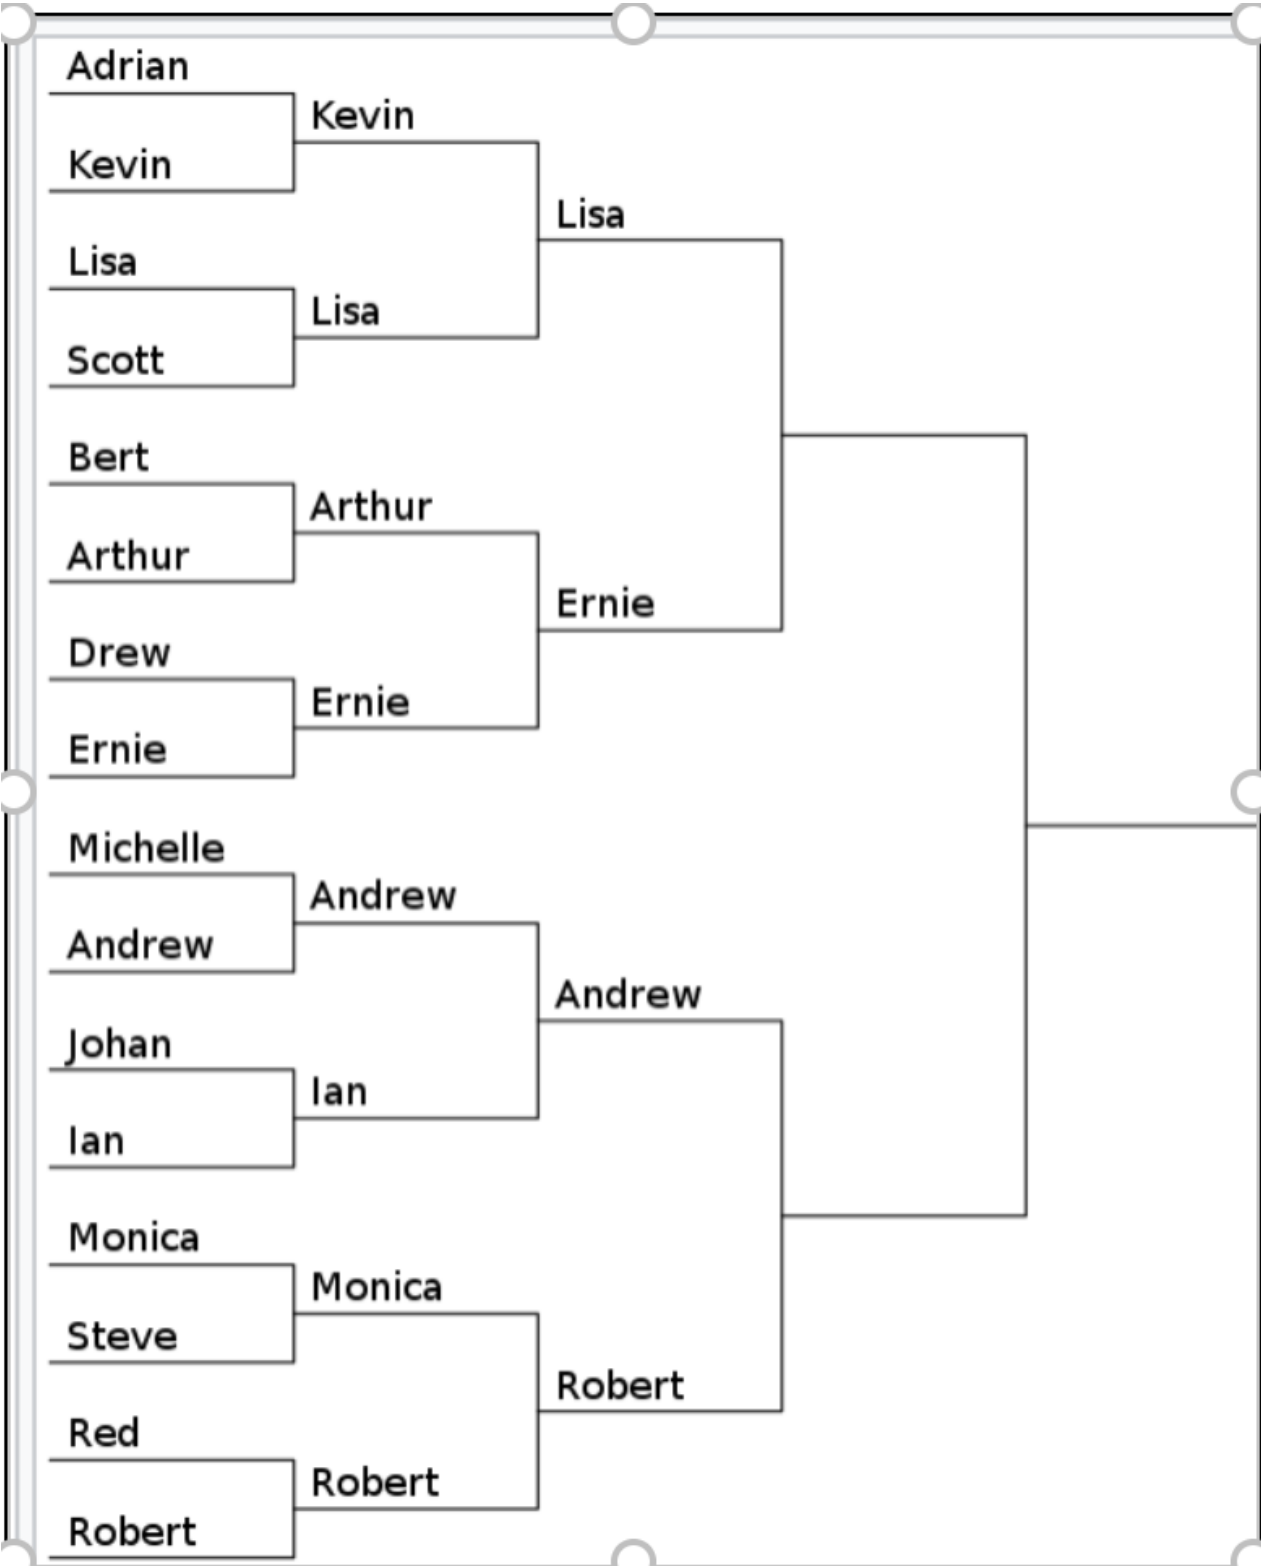 Adrian
Kevin
Kevin
Lisa
Lisa
Lisa
Scott
Bert
Arthur
Arthur
Ernie
Drew
Ernie
Ernie
Michelle
Andrew
Andrew
Andrew
Johan
Ian
Ian
Monica
Monica
Steve
Robert
Red
Robert
Robert